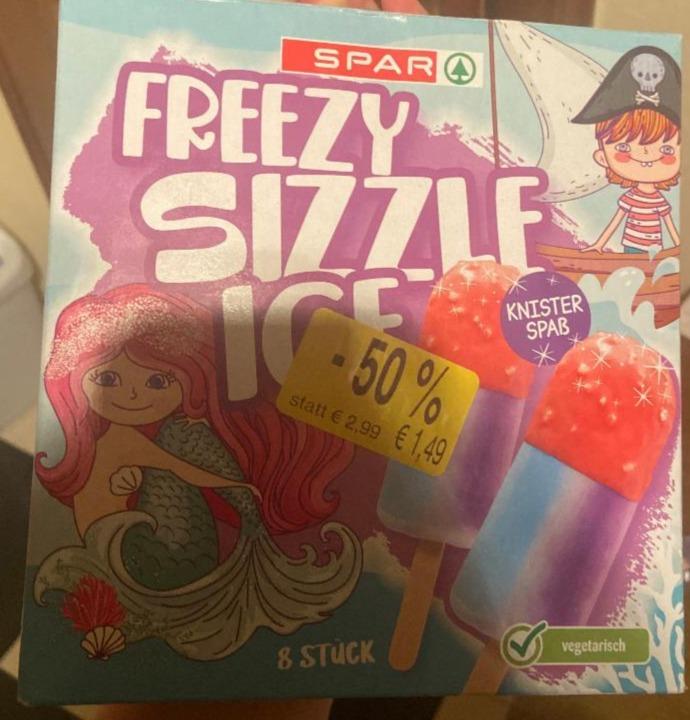 SPAR
FREEZY
SIZZLE
ICE
KNISTER
SPAß
- 50 %
statt € 2,99 € 1,49
8 STÜCK
vegetarisch